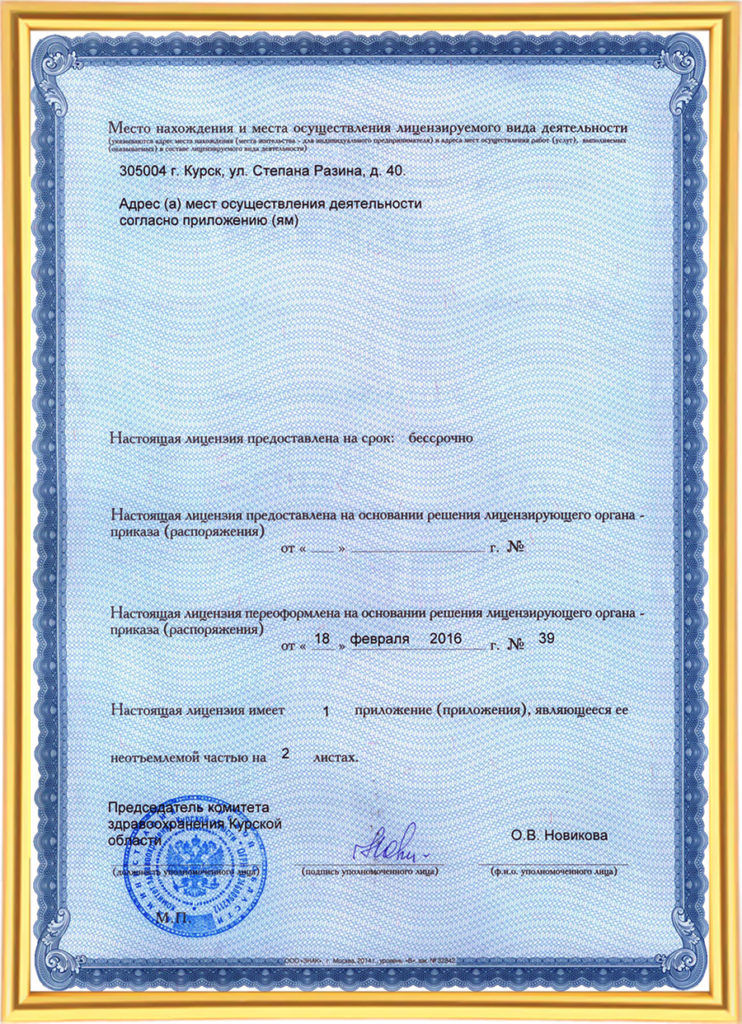 Место нахождения и места осуществления лицензируемого вида деятельности
(указываются адрес места нахождения (места жительства - для индивидуального предпринимателя) и адреса мест осуществления работ (услуг), выполняемых
(оказываемых) в составе лицензируемого вида деятельности)
305004 г. Курск, ул. Степана Разина, д. 40.
Адрес (а) мест осуществления деятельности
согласно приложению (ям)
Настоящая лицензия предоставлена на срок: бессрочно
Настоящая лицензия предоставлена на основании решения лицензирующего органа -
приказа (распоряжения)
от « ___ » ______________ г. №
Настоящая лицензия переоформлена на основании решения лицензирующего органа -
приказа (распоряжения)
от « 18 » февраля 2016 г. № 39
Настоящая лицензия имеет 1 приложение (приложения), являющееся ее
неотъемлемой частью на 2 листах.
Председатель комитета
здравоохранения Курской
области
О.В. Новикова
(должность уполномоченного лица) (подпись уполномоченного лица) (ф.и.о. уполномоченного лица)
М.П.
ООО «ЗНАК», г. Москва, 2014 г., уровень «В», зак. № 32842